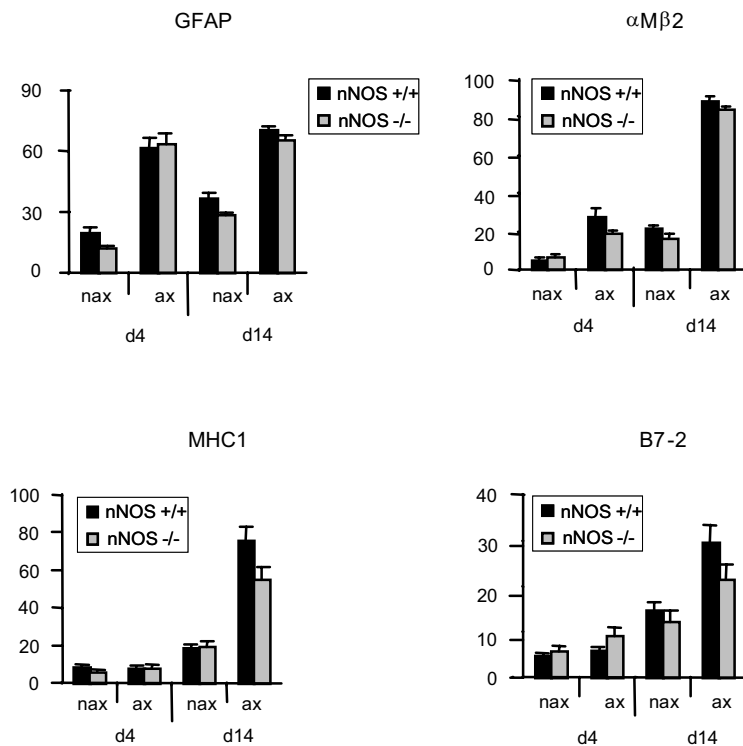 GFAP
90
60
30
0
nNOS +/+
nNOS -/-
nax ax nax ax
d4 d14
αMβ2
100
80
60
40
20
0
nNOS +/+
nNOS -/-
nax ax nax ax
d4 d14
MHC1
100
80
60
40
20
0
nNOS +/+
nNOS -/-
nax ax nax ax
d4 d14
B7-2
40
30
20
10
0
nNOS +/+
nNOS -/-
nax ax nax ax
d4 d14